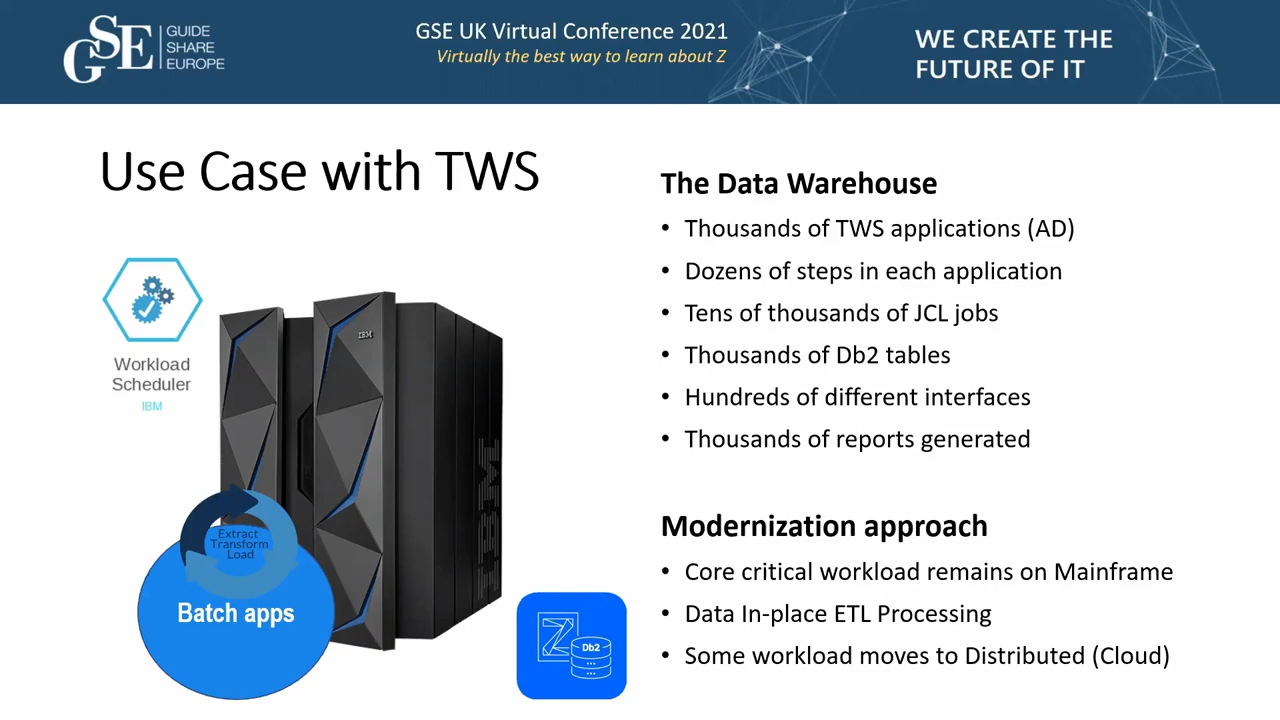 GSE
GUIDE
SHARE
EUROPE
GSE UK Virtual Conference 2021
Virtually the best way to learn about Z
WE CREATE THE
FUTURE OF IT
Use Case with TWS
Workload
Scheduler
IBM
IBM
IBM
Extract
Transform
Load
Batch apps
Z
Db2
The Data Warehouse
• Thousands of TWS applications (AD)
• Dozens of steps in each application
• Tens of thousands of JCL jobs
• Thousands of Db2 tables
• Hundreds of different interfaces
• Thousands of reports generated
Modernization approach
• Core critical workload remains on Mainframe
• Data In-place ETL Processing
• Some workload moves to Distributed (Cloud)